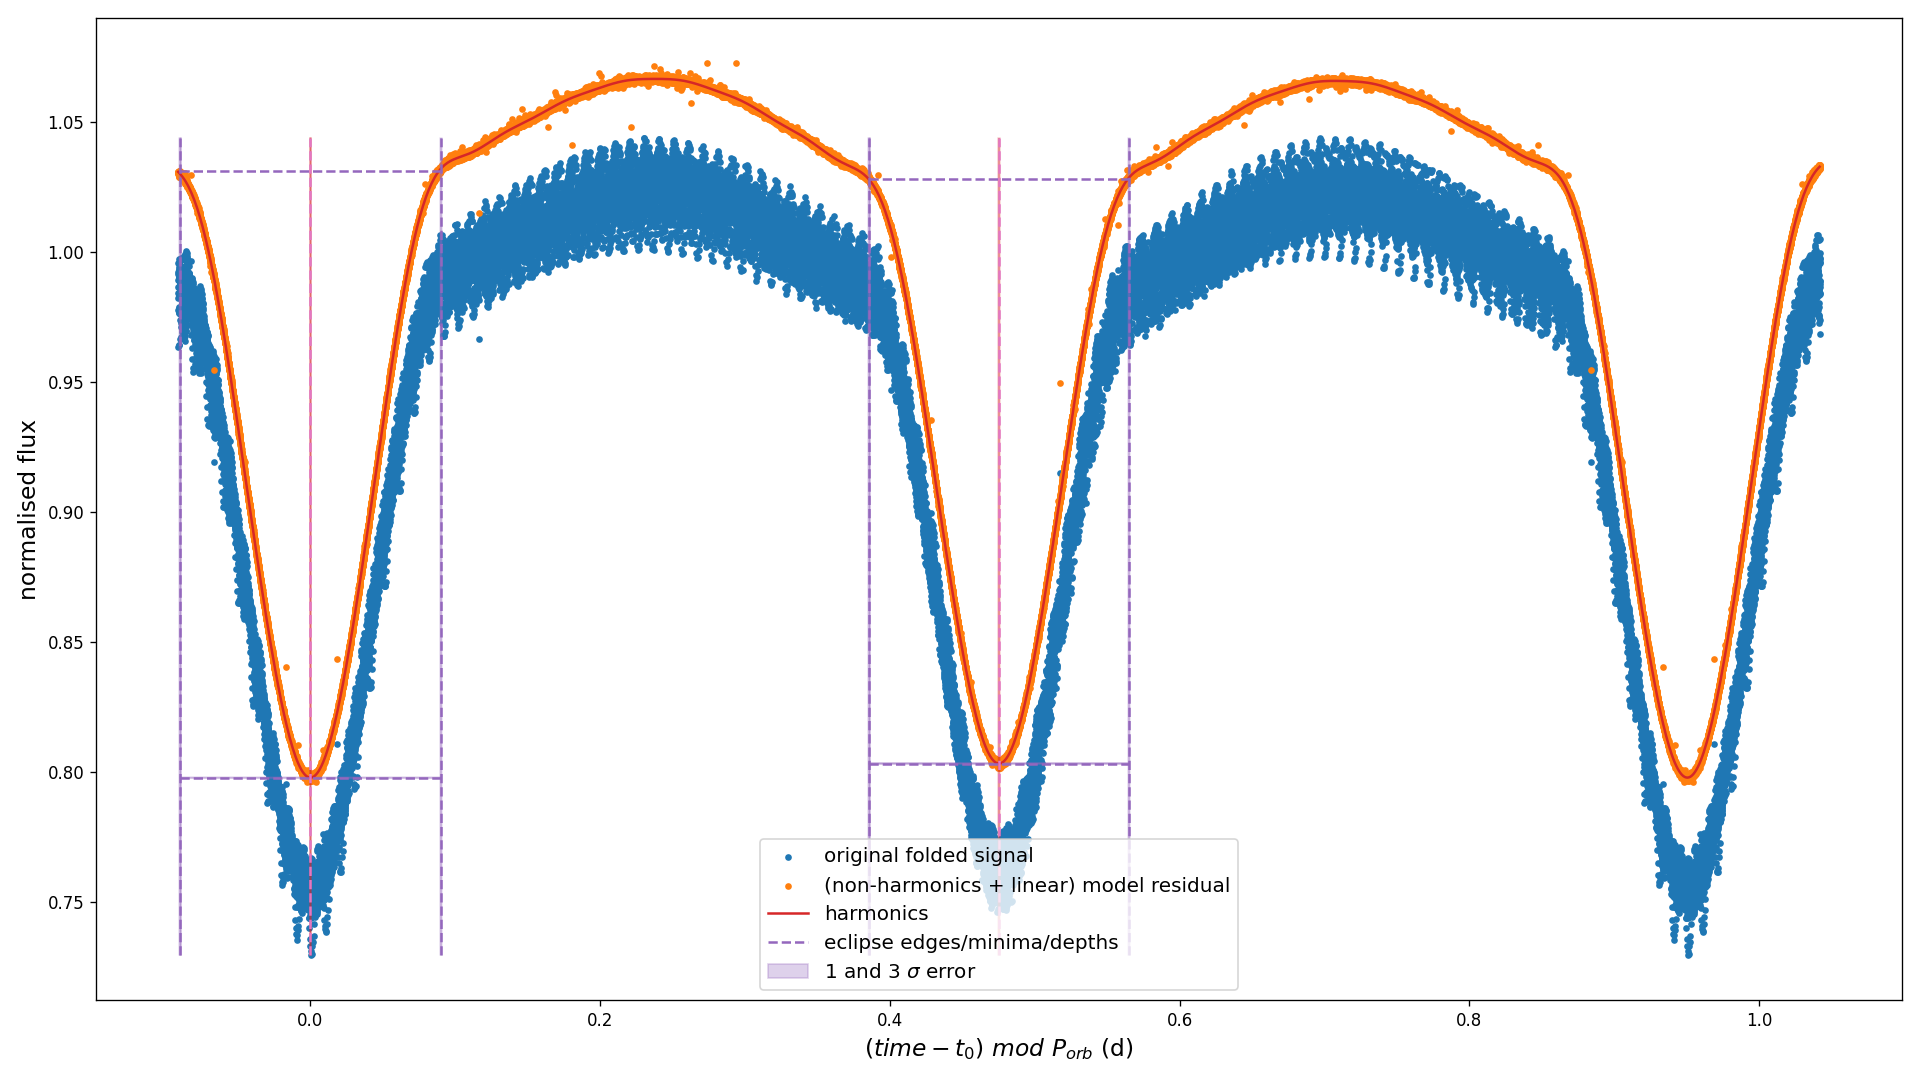 normalised flux
1.05
1.00
0.95
0.90
0.85
0.80
0.75
original folded signal
(non-harmonics + linear) model residual
harmonics
eclipse edges/minima/depths
1 and 3 σ error
0.0 0.2 0.4 0.6 0.8 1.0
(time − t₀) mod Pₒᵣb (d)